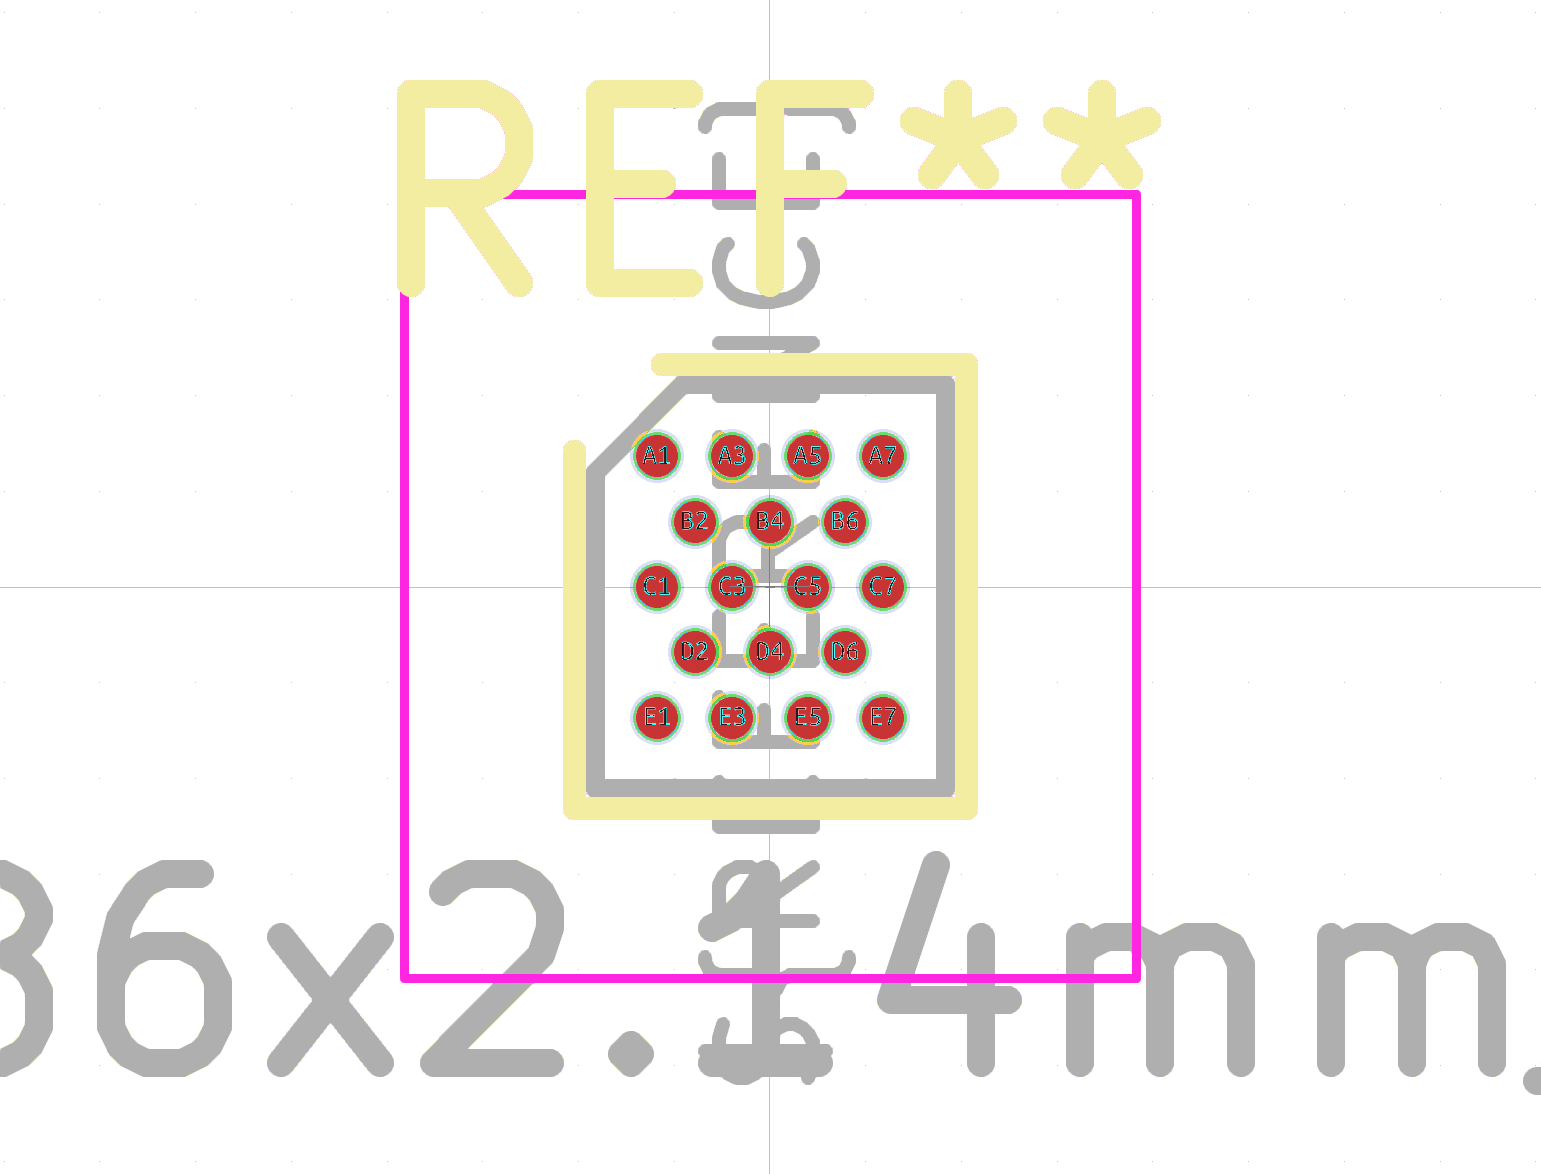 REF**
A1 A3 A5 A7
B2 B4 B6
C1 C3 C5 C7
D2 D4 D6
E1 E3 E5 E7
36x2.14mm